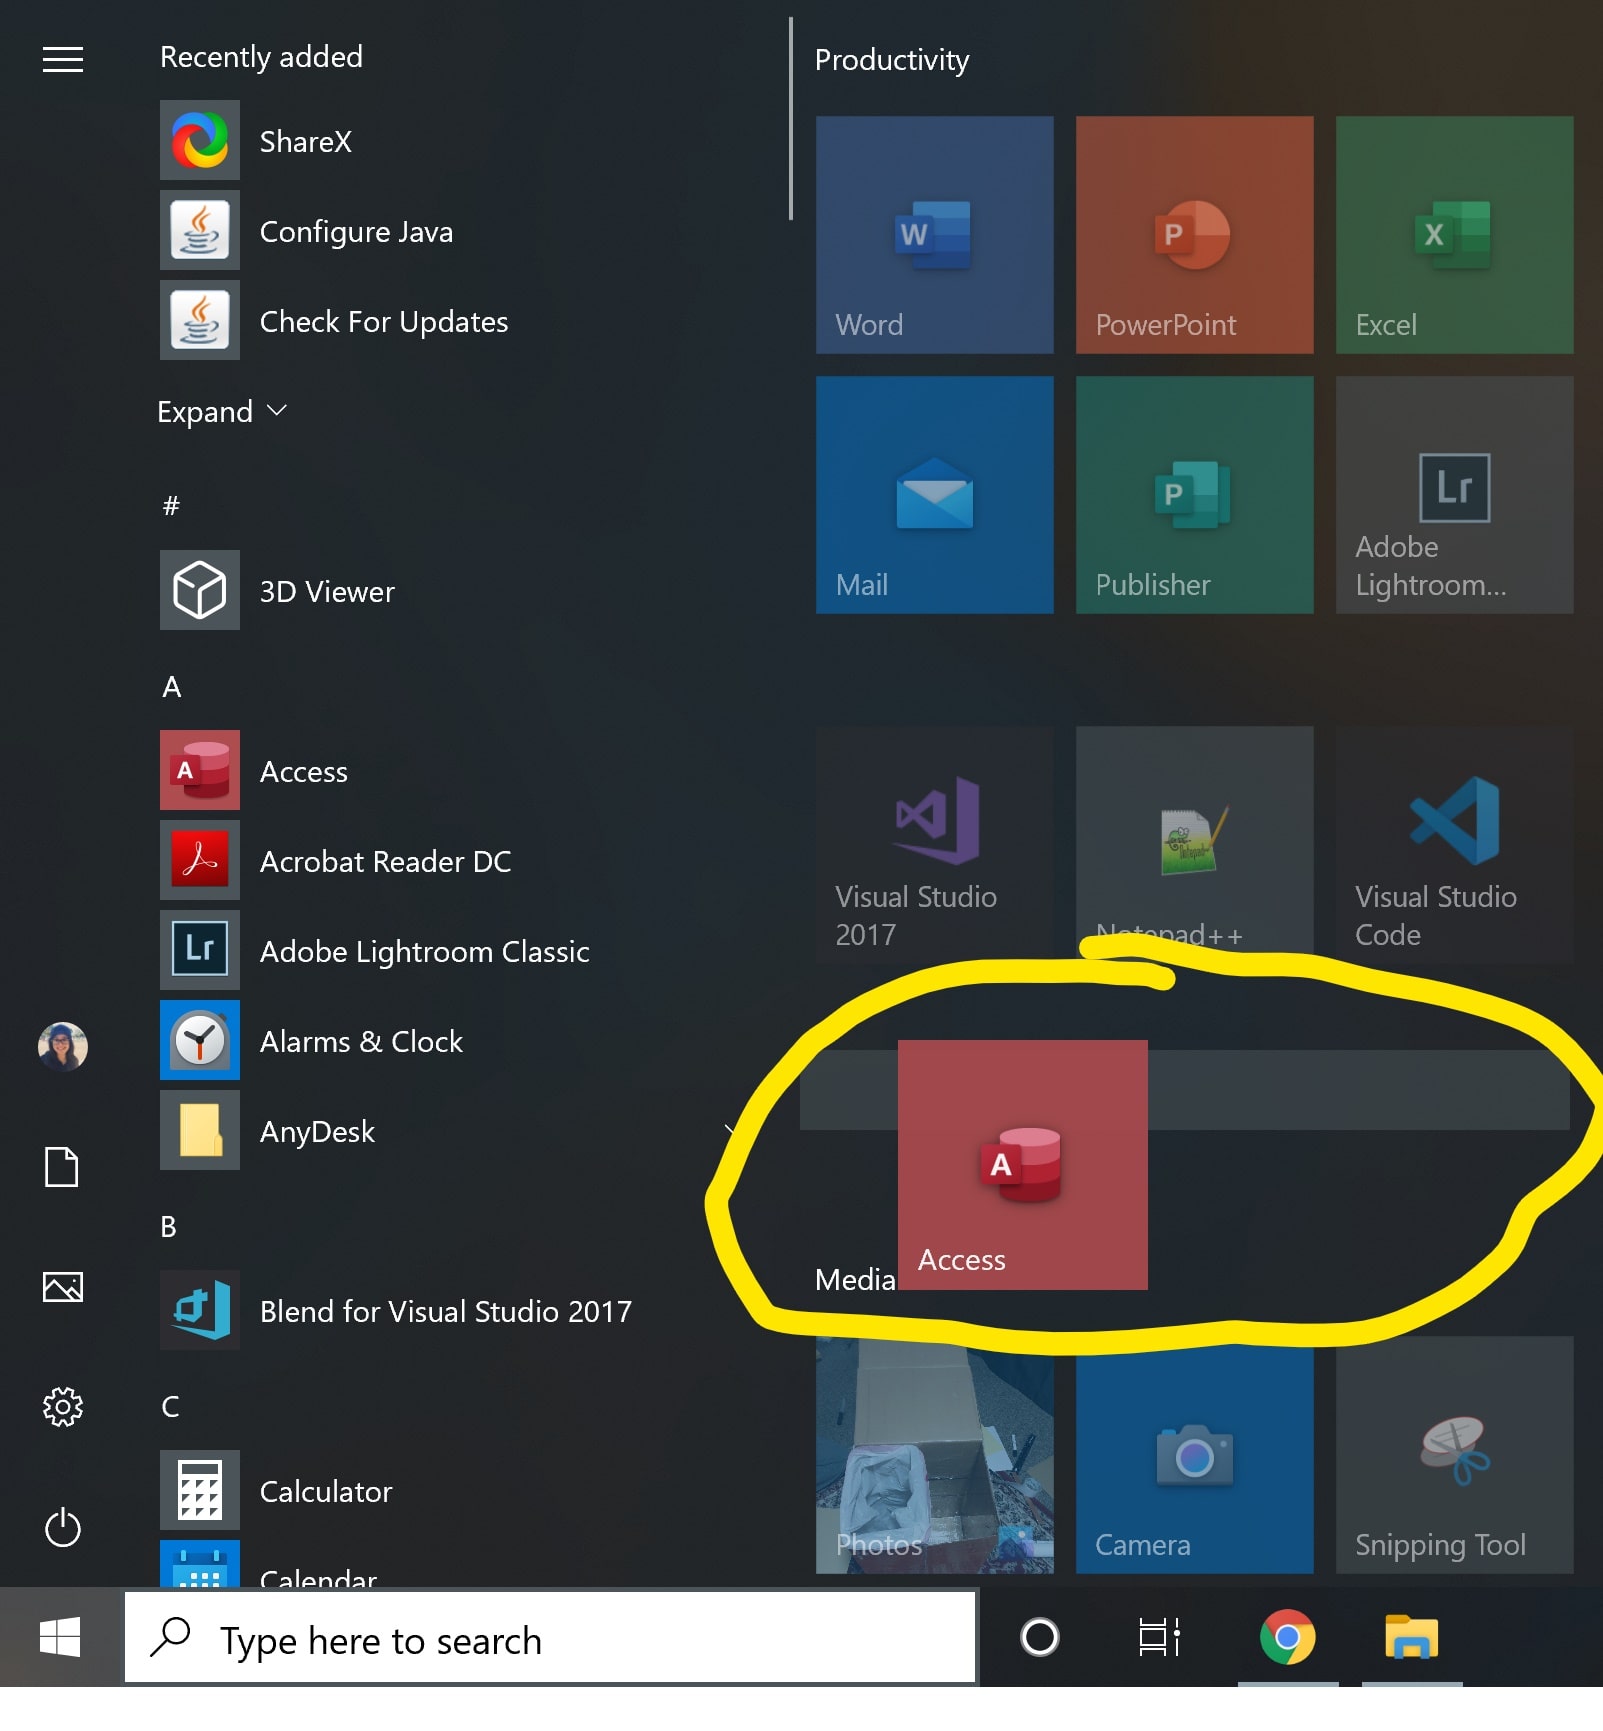 Recently added
ShareX
Configure Java
Check For Updates
Expand
#
3D Viewer
A
A
Access
Acrobat Reader DC
Lr
Adobe Lightroom Classic
Alarms & Clock
AnyDesk
B
Blend for Visual Studio 2017
C
Calculator
Calendar
Productivity
W
Word
P
PowerPoint
X
Excel
Mail
P
Publisher
Lr
Adobe
Lightroom...
Visual Studio
2017
Notepad++
Visual Studio
Code
A
Access
Media
Photos
Camera
Snipping Tool
Type here to search